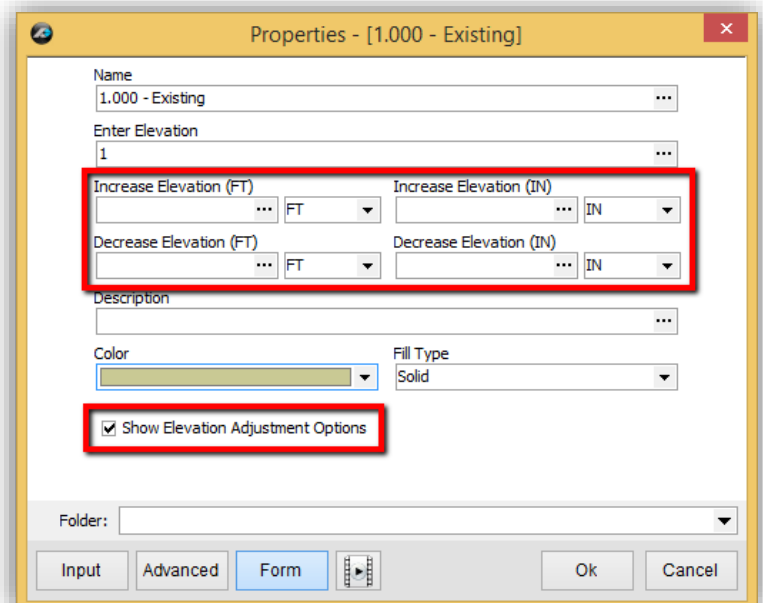 Properties - [1.000 - Existing]
Name
1.000 - Existing
Enter Elevation
1
Increase Elevation (FT) Increase Elevation (IN)
FT IN
Decrease Elevation (FT) Decrease Elevation (IN)
FT IN
Description
Color Fill Type
Solid
Show Elevation Adjustment Options
Folder:
Input Advanced Form Ok Cancel